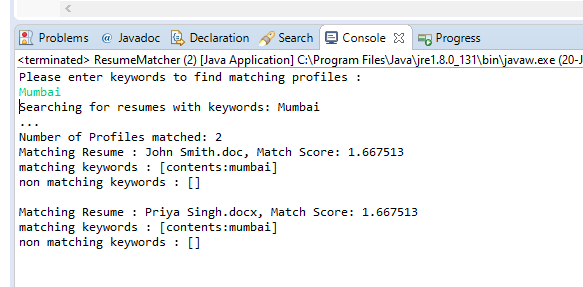 Problems @ Javadoc Declaration Search Console Progress
<terminated> ResumeMatcher (2) [Java Application] C:\Program Files\Java\jre1.8.0_131\bin\javaw.exe (20-J
Please enter keywords to find matching profiles :
Mumbai
Searching for resumes with keywords: Mumbai
...
Number of Profiles matched: 2
Matching Resume : John Smith.doc, Match Score: 1.667513
matching keywords : [contents:mumbai]
non matching keywords : []

Matching Resume : Priya Singh.docx, Match Score: 1.667513
matching keywords : [contents:mumbai]
non matching keywords : []